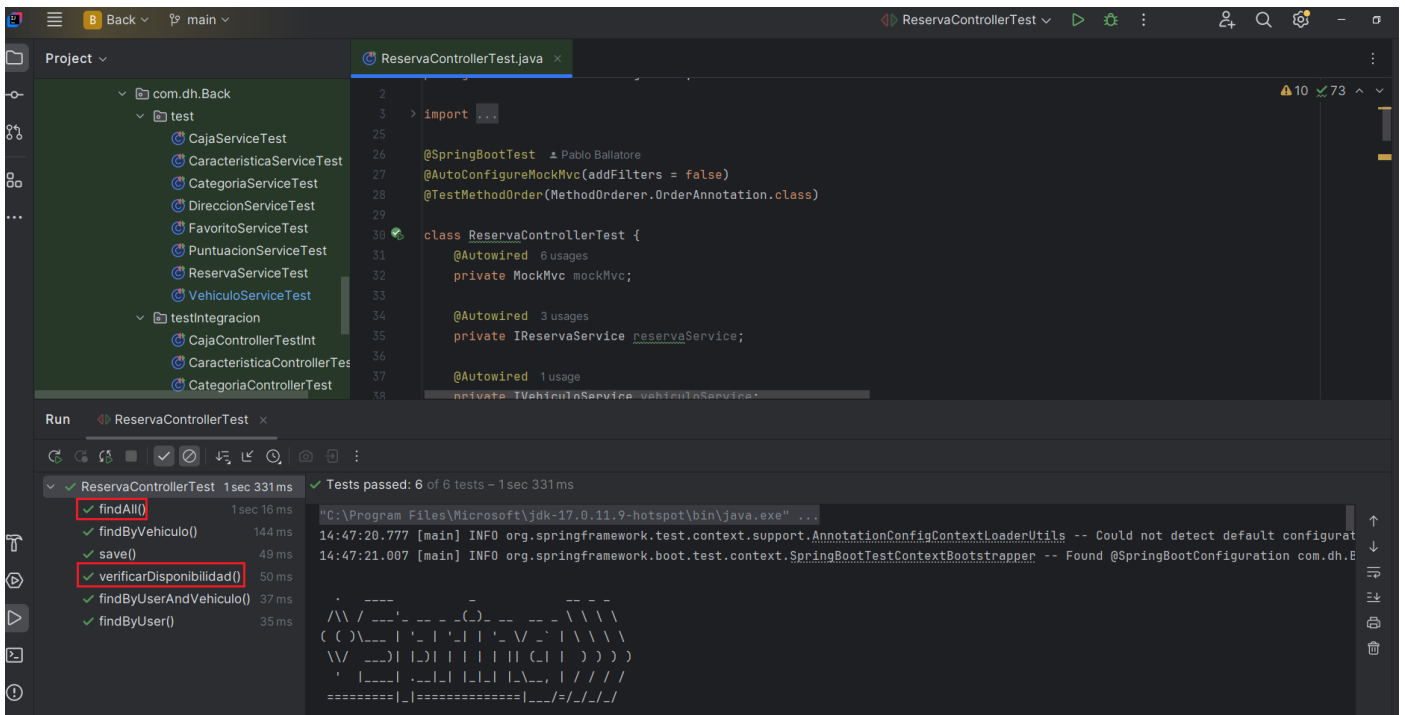 B Back main ReservaControllerTest
Project ReservaControllerTest.java
com.dh.Back
test
CajaServiceTest
CaracteristicaServiceTest
CategoriaServiceTest
DireccionServiceTest
FavoritoServiceTest
PuntuacionServiceTest
ReservaServiceTest
VehiculoServiceTest
testIntegracion
CajaControllerTestInt
CaracteristicaControllerTes
CategoriaControllerTest
10 73
2
3 import ...
25
26 @SpringBootTest Pablo Ballatore
27 @AutoConfigureMockMvc(addFilters = false)
28 @TestMethodOrder(MethodOrderer.OrderAnnotation.class)
29
30 class ReservaControllerTest {
31 @Autowired 6 usages
32 private MockMvc mockMvc;
33
34 @Autowired 3 usages
35 private IReservaService reservaService;
36
37 @Autowired 1 usage
38 private IVehiculoService vehiculoService;
Run ReservaControllerTest
ReservaControllerTest 1 sec 331 ms
findAll() 1 sec 16 ms
findByVehiculo() 144 ms
save() 49 ms
verificarDisponibilidad() 50 ms
findByUserAndVehiculo() 37 ms
findByUser() 35 ms
Tests passed: 6 of 6 tests – 1 sec 331 ms
"C:\Program Files\Microsoft\jdk-17.0.11.9-hotspot\bin\java.exe" ...
14:47:20.777 [main] INFO org.springframework.test.context.support.AnnotationConfigContextLoaderUtils -- Could not detect default configurat
14:47:21.007 [main] INFO org.springframework.boot.test.context.SpringBootTestContextBootstrapper -- Found @SpringBootConfiguration com.dh.B